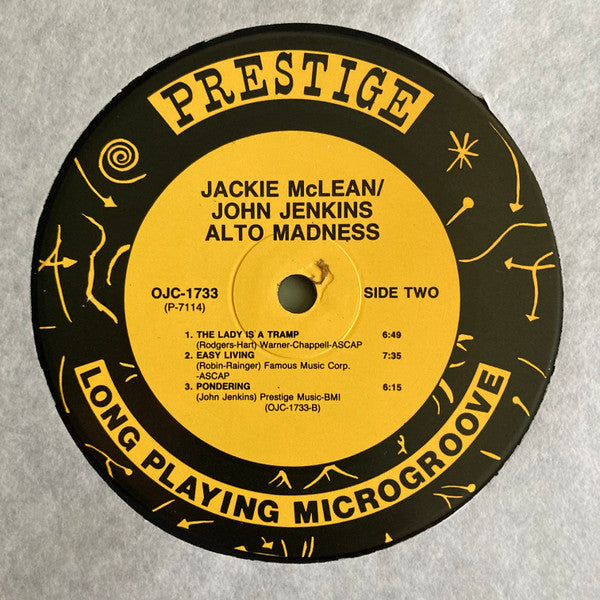 PRESTIGE
JACKIE McLEAN/
JOHN JENKINS
ALTO MADNESS
OJC-1733
(P-7114)
SIDE TWO
1. THE LADY IS A TRAMP 6:49
(Rodgers-Hart) Warner-Chappell-ASCAP
2. EASY LIVING 7:35
(Robin-Rainger) Famous Music Corp.
-ASCAP
3. PONDERING 6:15
(John Jenkins) Prestige Music-BMI
(OJC-1733-B)
LONG PLAYING MICROGROOVE